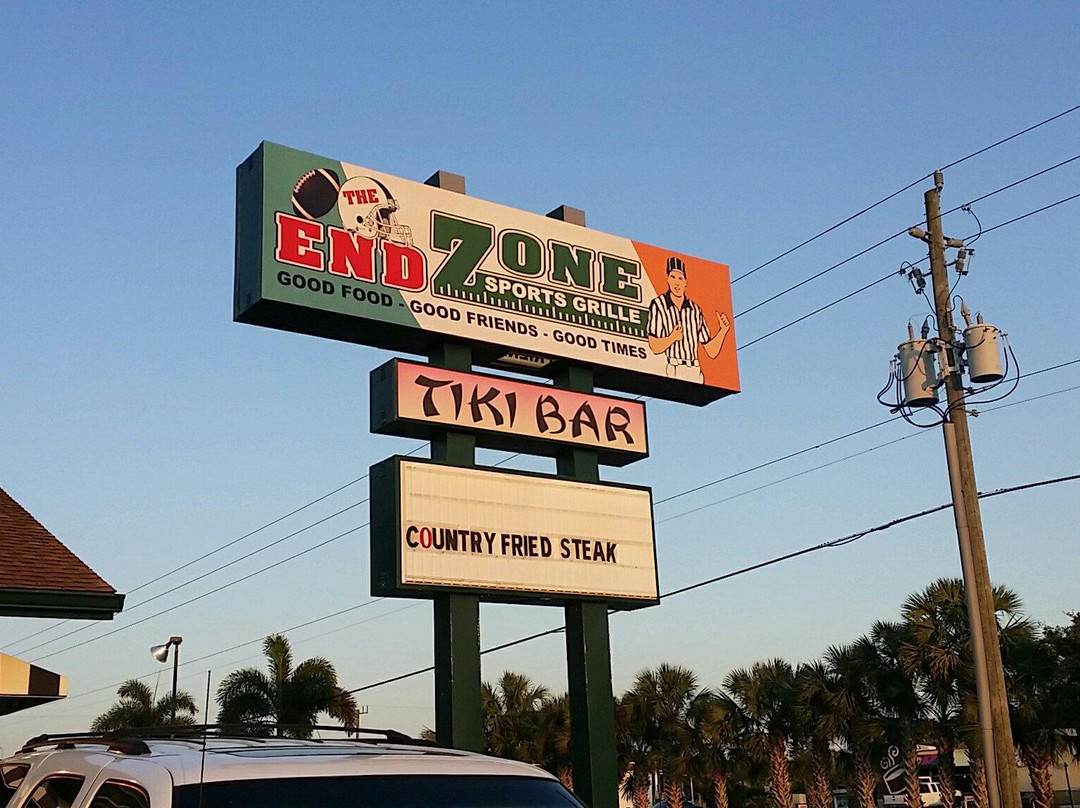 THE
END ZONE
SPORTS GRILLE
GOOD FOOD - GOOD FRIENDS - GOOD TIMES
TIKI BAR
COUNTRY FRIED STEAK